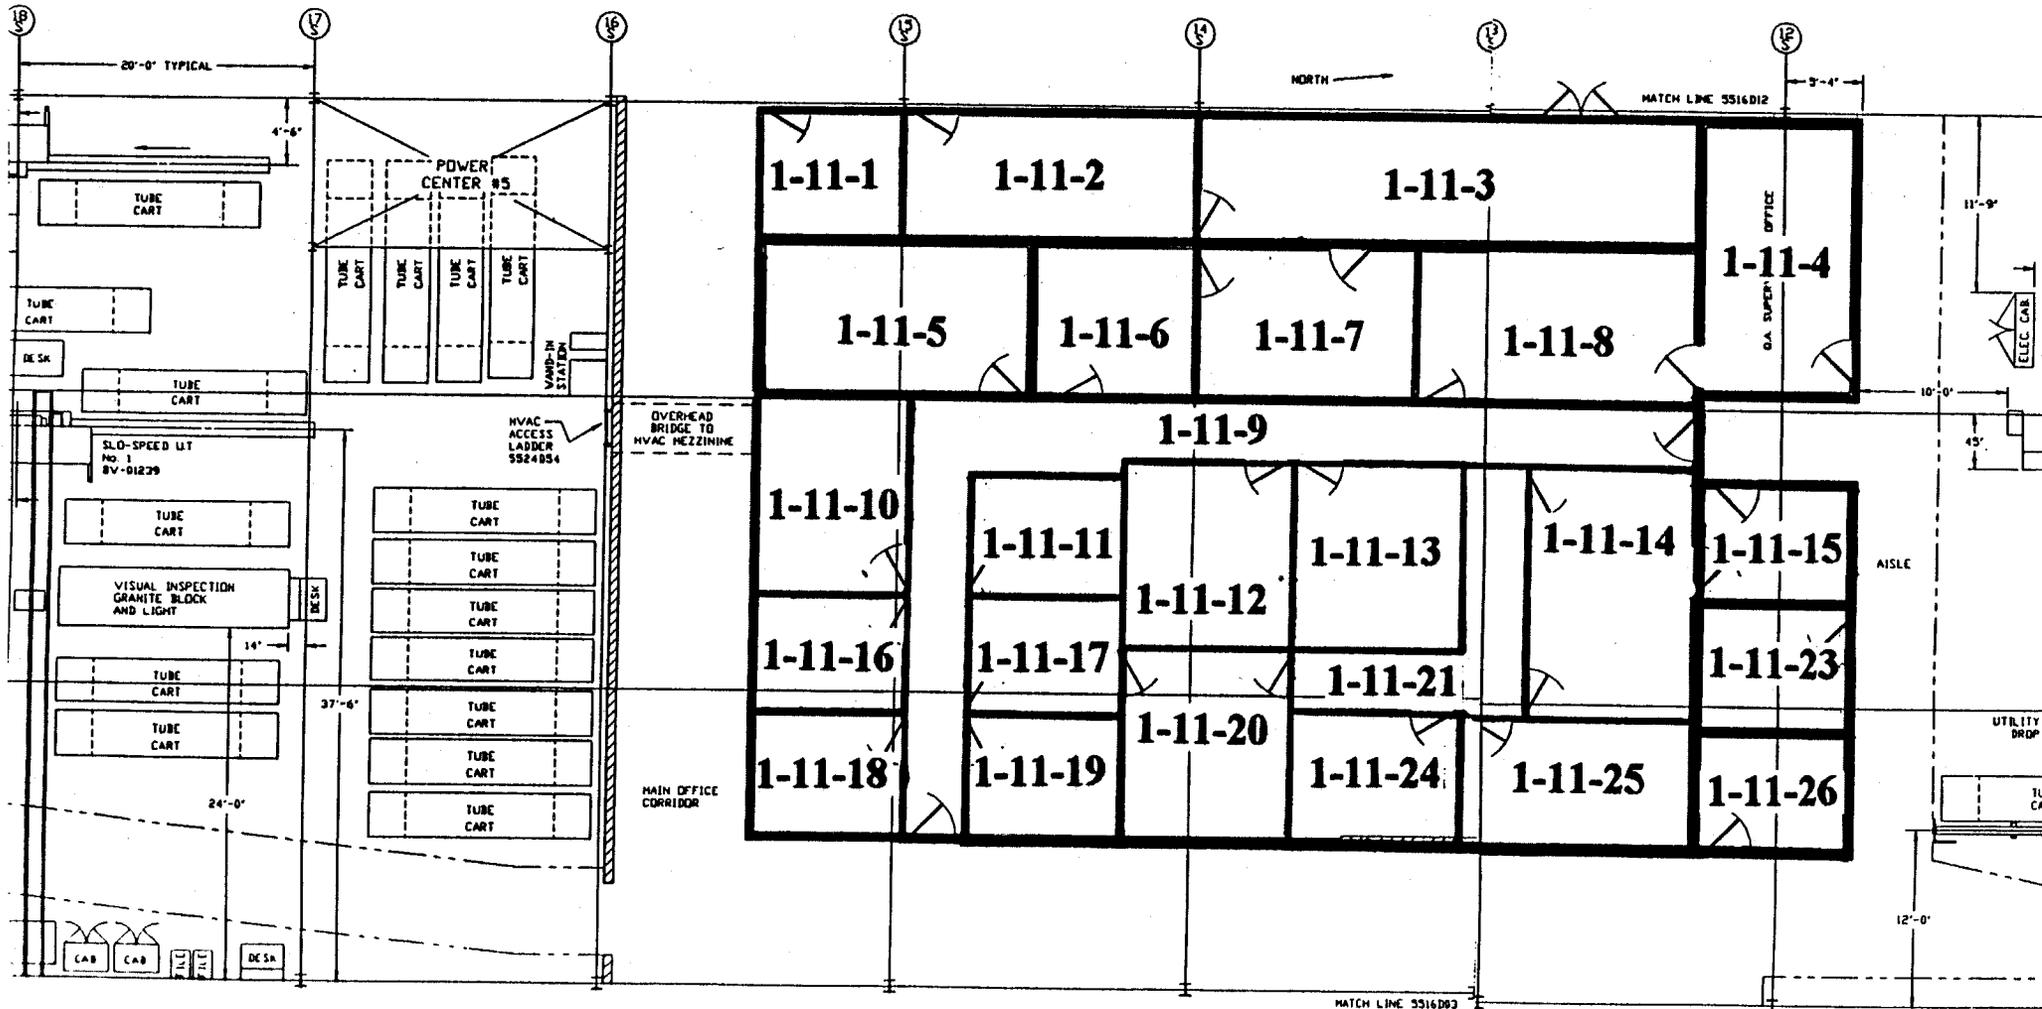 18
S
17
S
16
S
15
S
14
S
13
S
12
S
20'-0" TYPICAL
NORTH
MATCH LINE 5516D12
9'-4"
4'-6"
POWER
CENTER #5
TUBE
CART
TUBE
CART
TUBE
CART
TUBE
CART
TUBE
CART
TUBE
CART
DESK
TUBE
CART
WAND-IN
STATION
HVAC
ACCESS
LADDER
5524D54
OVERHEAD
BRIDGE TO
HVAC MEZZININE
SLO-SPEED U.T
No. 1
8V-01239
TUBE
CART
VISUAL INSPECTION
GRANITE BLOCK
AND LIGHT
DESK
14"
TUBE
CART
TUBE
CART
37'-6"
24'-0"
TUBE
CART
TUBE
CART
TUBE
CART
TUBE
CART
TUBE
CART
TUBE
CART
TUBE
CART
CAB
CAB
FILE
FILE
DESK
MAIN OFFICE
CORRIDOR
1-11-1
1-11-2
1-11-3
1-11-4
Q.A. SUPER
OFFICE
1-11-5
1-11-6
1-11-7
1-11-8
1-11-9
1-11-10
1-11-11
1-11-12
1-11-13
1-11-14
1-11-15
1-11-16
1-11-17
1-11-18
1-11-19
1-11-20
1-11-21
1-11-23
1-11-24
1-11-25
1-11-26
11'-9"
ELEC. CAB.
10'-0"
45"
AISLE
UTILITY
DROP
TU
CA
12'-0"
MATCH LINE 5516D93